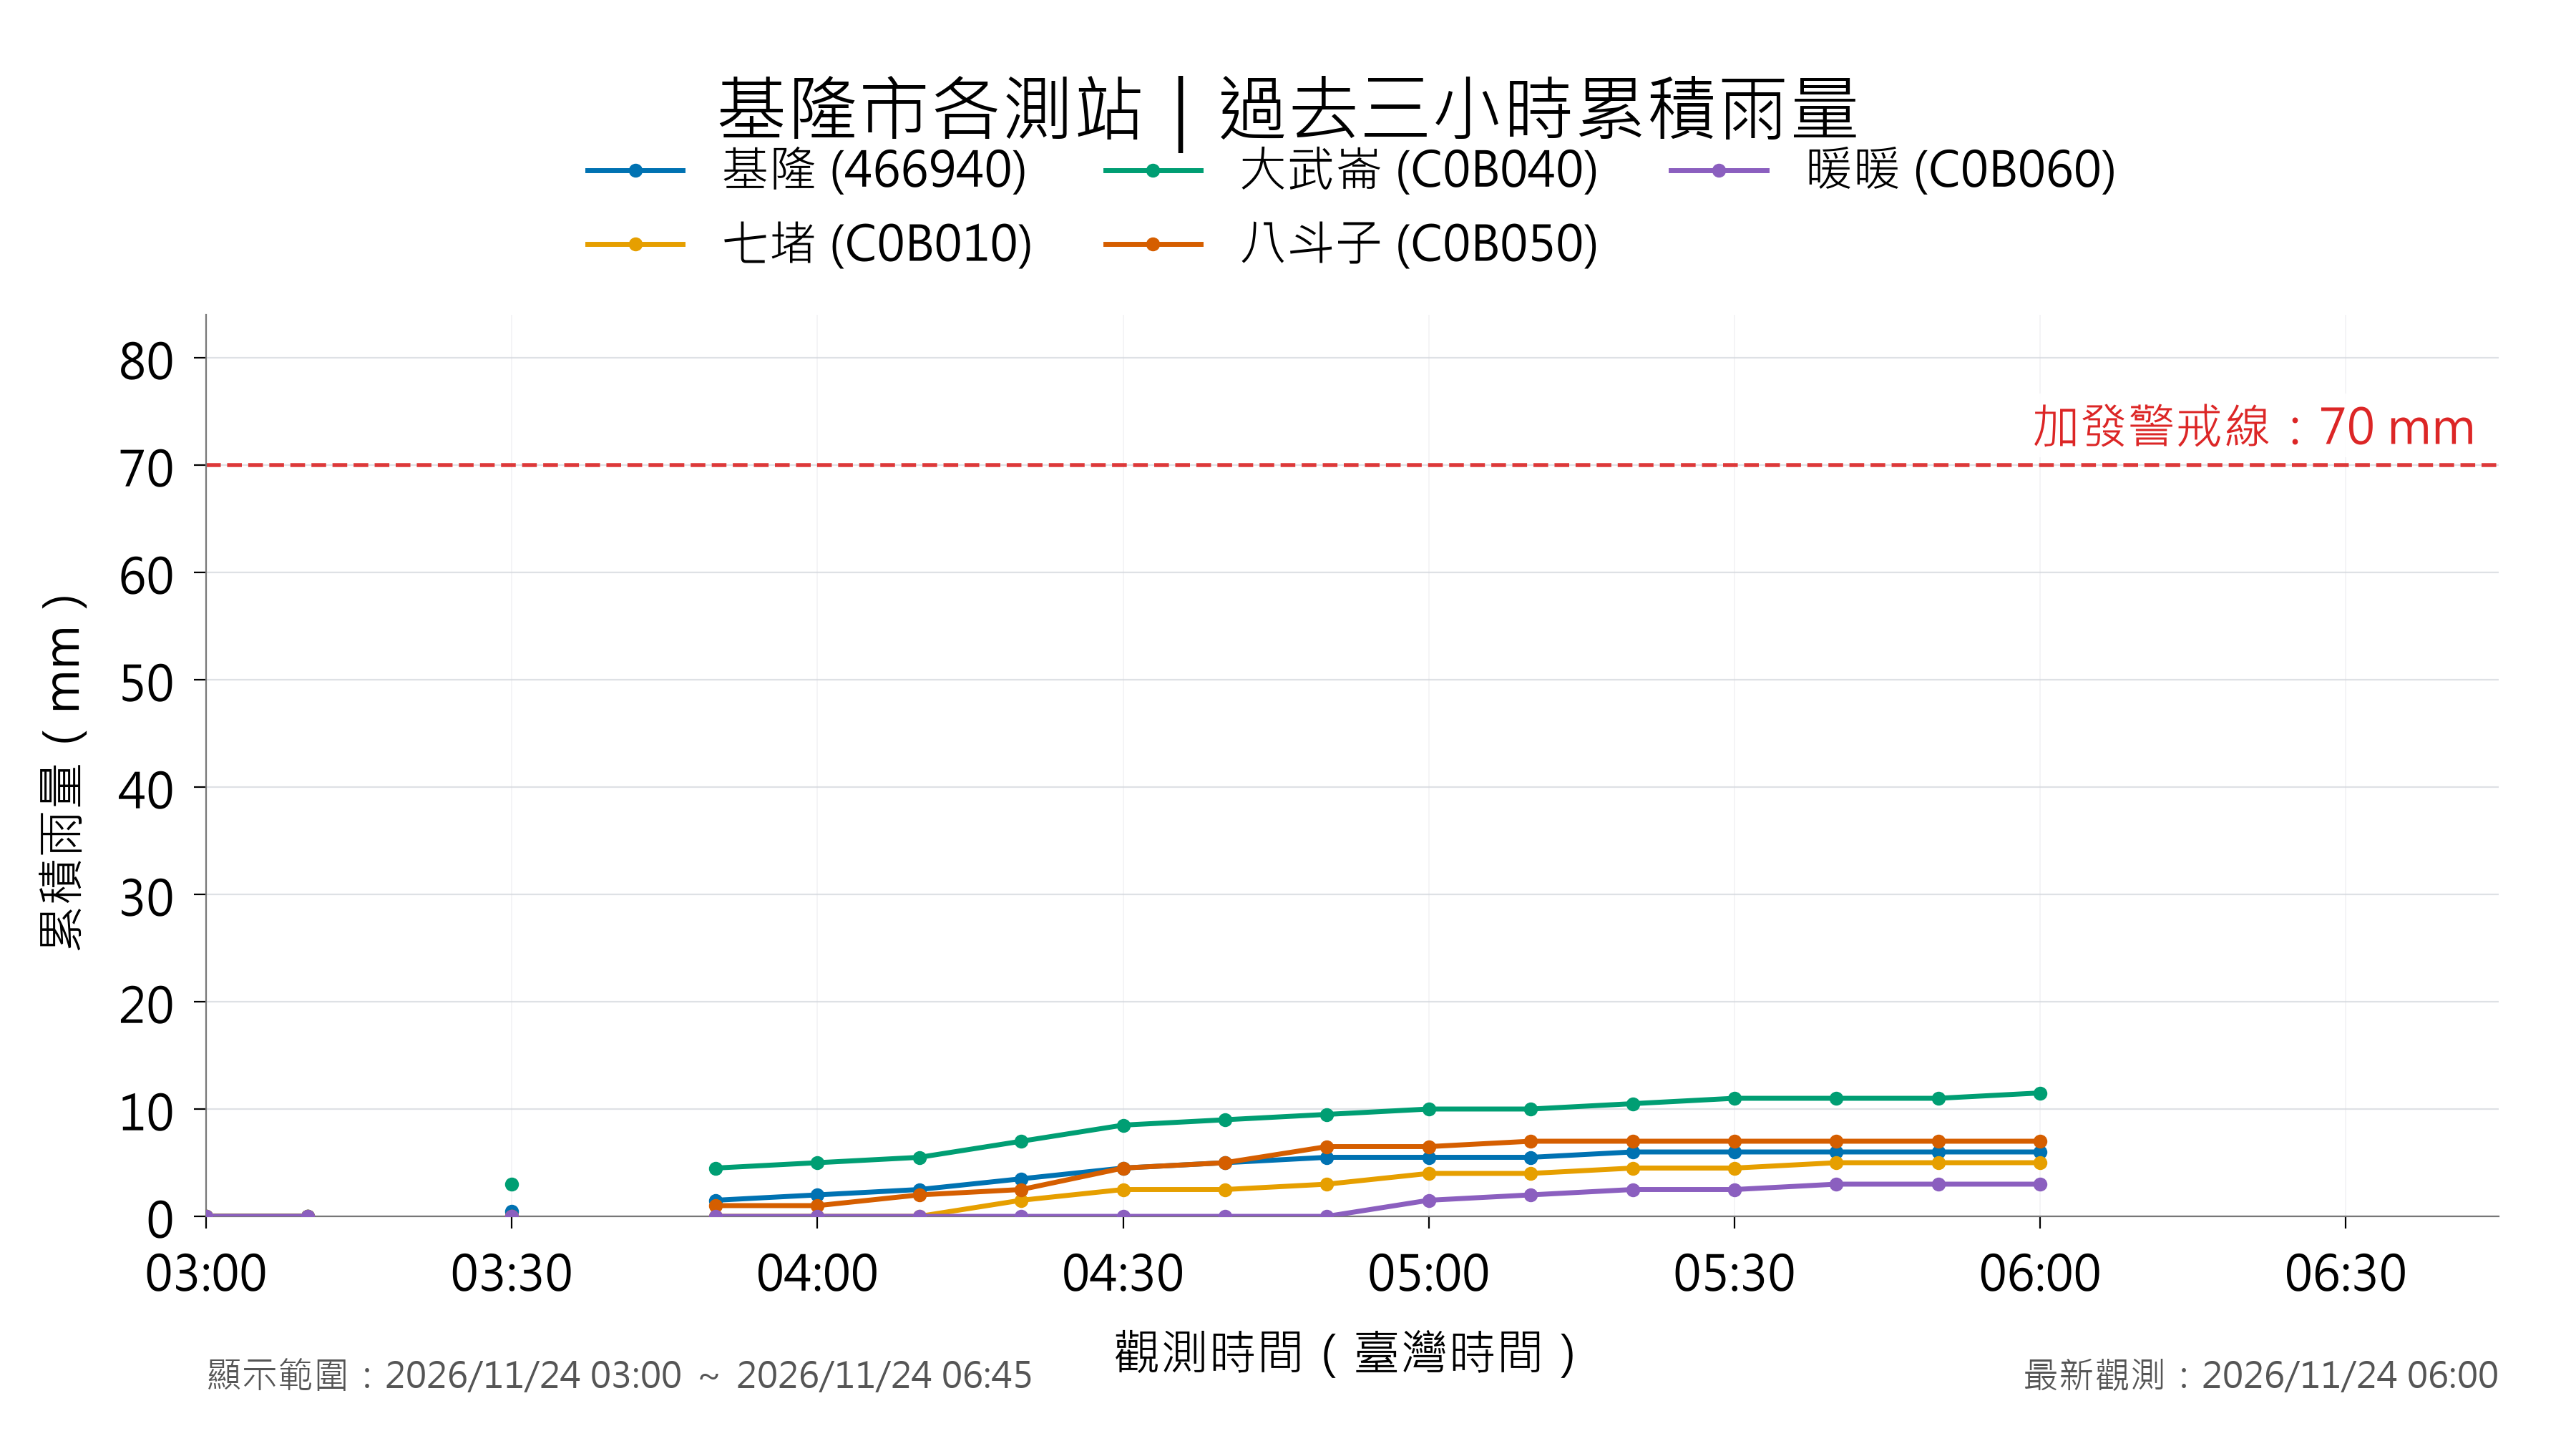 基隆市各測站｜過去三小時累積雨量
基隆 (466940)
七堵 (C0B010)
大武崙 (C0B040)
八斗子 (C0B050)
暖暖 (C0B060)
累積雨量（mm）
80
70
60
50
40
30
20
10
0
加發警戒線：70 mm
03:00 03:30 04:00 04:30 05:00 05:30 06:00 06:30
觀測時間（臺灣時間）
顯示範圍：2026/11/24 03:00 ~ 2026/11/24 06:45
最新觀測：2026/11/24 06:00